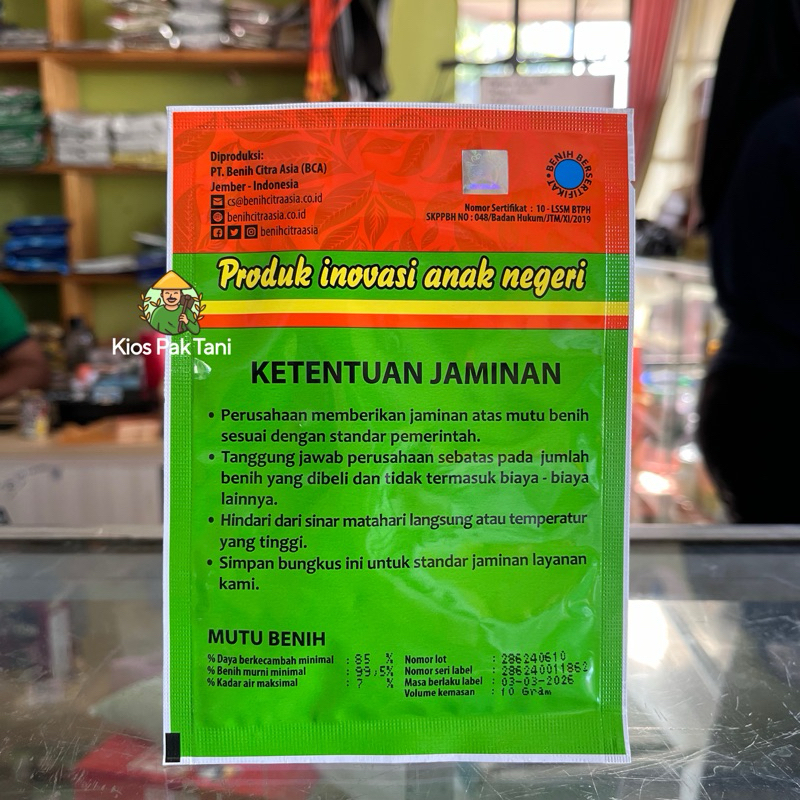 Diproduksi:
PT. Benih Citra Asia (BCA)
Jember - Indonesia
cs@benihcitraasia.co.id
benihcitraasia.co.id
benihcitraasia
BENIH BERSERTIFIKAT
Nomor Sertifikat : 10 - LSSM BTPH
SKPPBH NO : 048/Badan Hukum/JTM/XI/2019
Produk inovasi anak negeri
Kios Pak Tani
KETENTUAN JAMINAN
• Perusahaan memberikan jaminan atas mutu benih
sesuai dengan standar pemerintah.
• Tanggung jawab perusahaan sebatas pada jumlah
benih yang dibeli dan tidak termasuk biaya - biaya
lainnya.
• Hindari dari sinar matahari langsung atau temperatur
yang tinggi.
• Simpan bungkus ini untuk standar jaminan layanan
kami.
MUTU BENIH
% Daya berkecambah minimal : 85 %
% Benih murni minimal : 99,5%
% Kadar air maksimal : 7 %
Nomor lot : 286240610
Nomor seri label : 286240011862
Masa berlaku label : 03-03-2026
Volume kemasan : 10 Gram